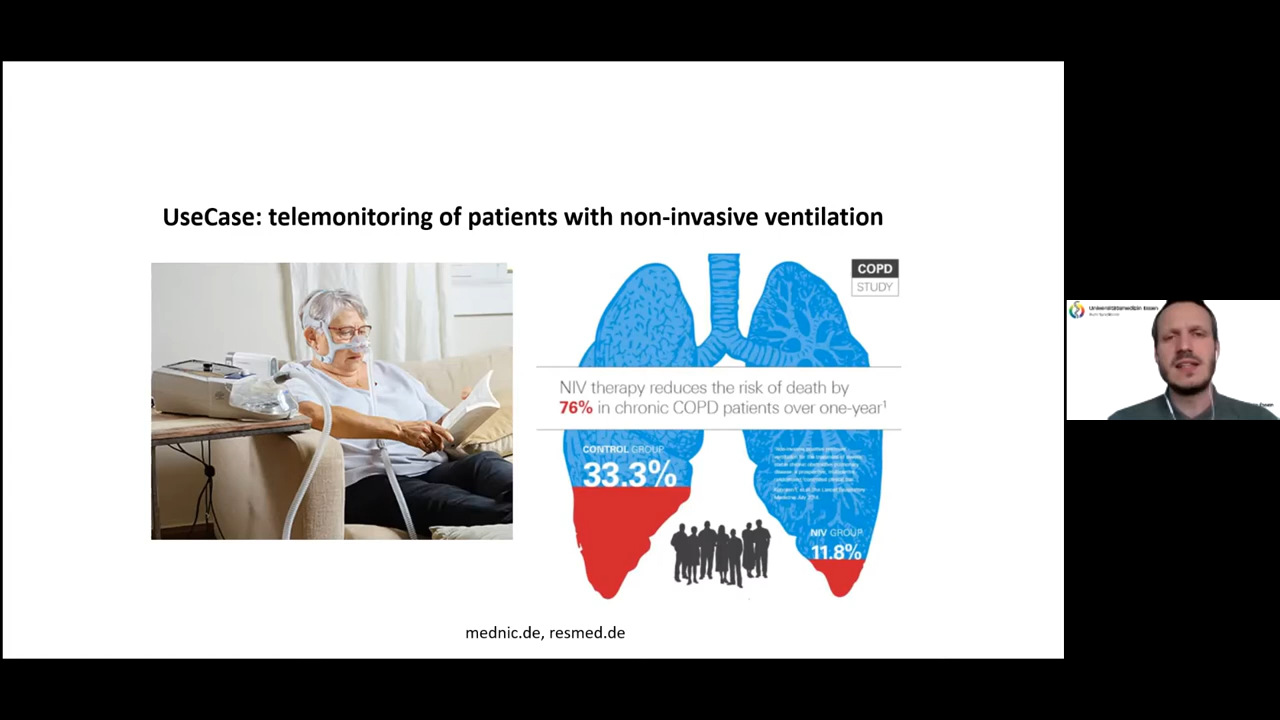 UseCase: telemonitoring of patients with non-invasive ventilation
COPD
STUDY
NIV therapy reduces the risk of death by
76% in chronic COPD patients over one-year¹
CONTROL GROUP
33.3%
NIV GROUP
11.8%
mednic.de, resmed.de
Universitätsmedizin Essen
Essen